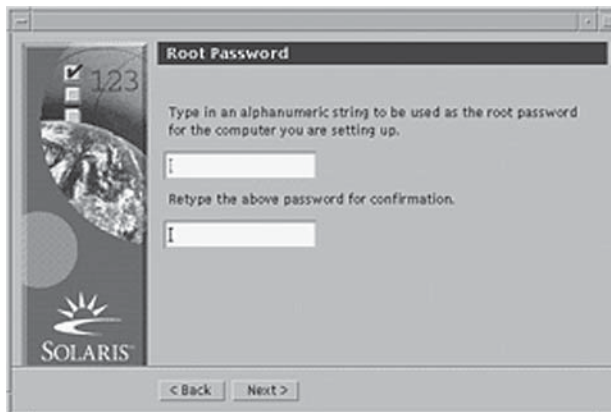 Root Password
123
Type in an alphanumeric string to be used as the root password
for the computer you are setting up.
Retype the above password for confirmation.
SOLARIS™
< Back
Next >